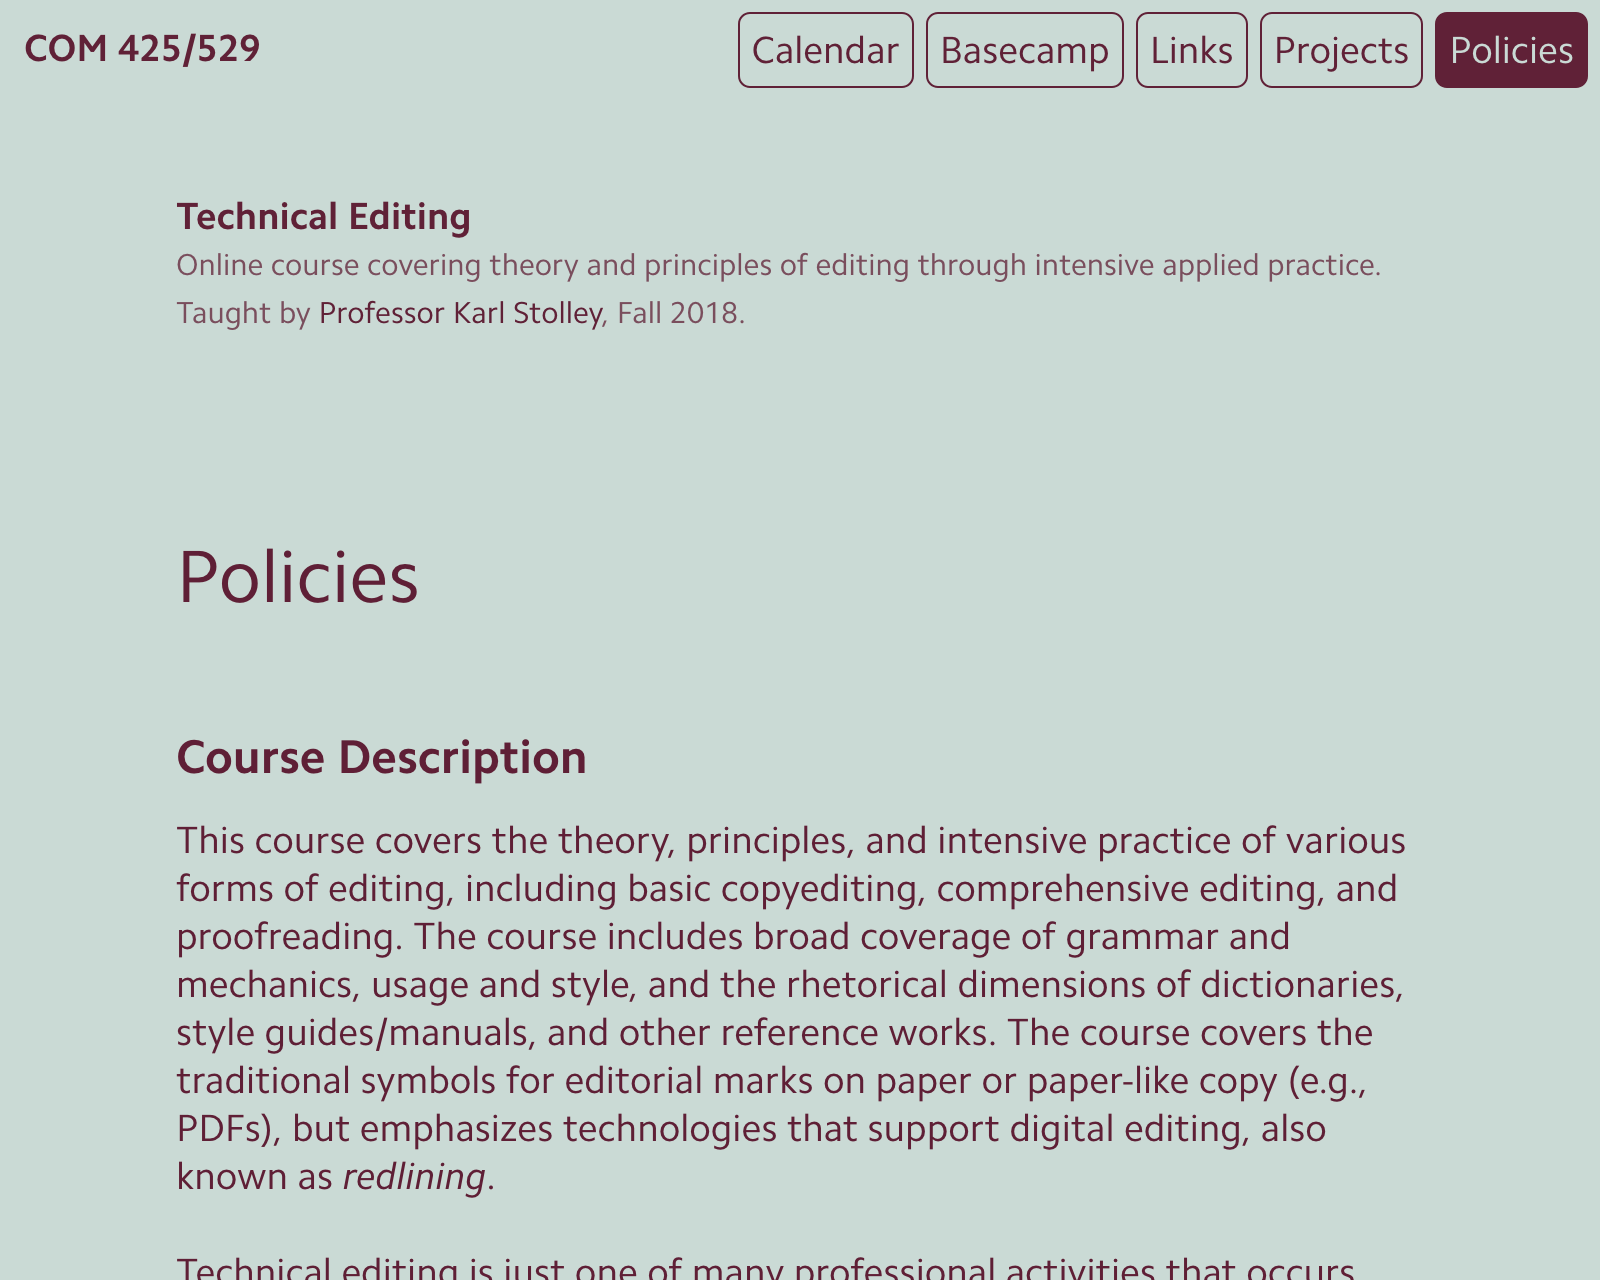 COM 425/529
Calendar
Basecamp
Links
Projects
Policies
Technical Editing
Online course covering theory and principles of editing through intensive applied practice.
Taught by Professor Karl Stolley, Fall 2018.
Policies
Course Description
This course covers the theory, principles, and intensive practice of various
forms of editing, including basic copyediting, comprehensive editing, and
proofreading. The course includes broad coverage of grammar and
mechanics, usage and style, and the rhetorical dimensions of dictionaries,
style guides/manuals, and other reference works. The course covers the
traditional symbols for editorial marks on paper or paper-like copy (e.g.,
PDFs), but emphasizes technologies that support digital editing, also
known as redlining.
Technical editing is just one of many professional activities that occurs